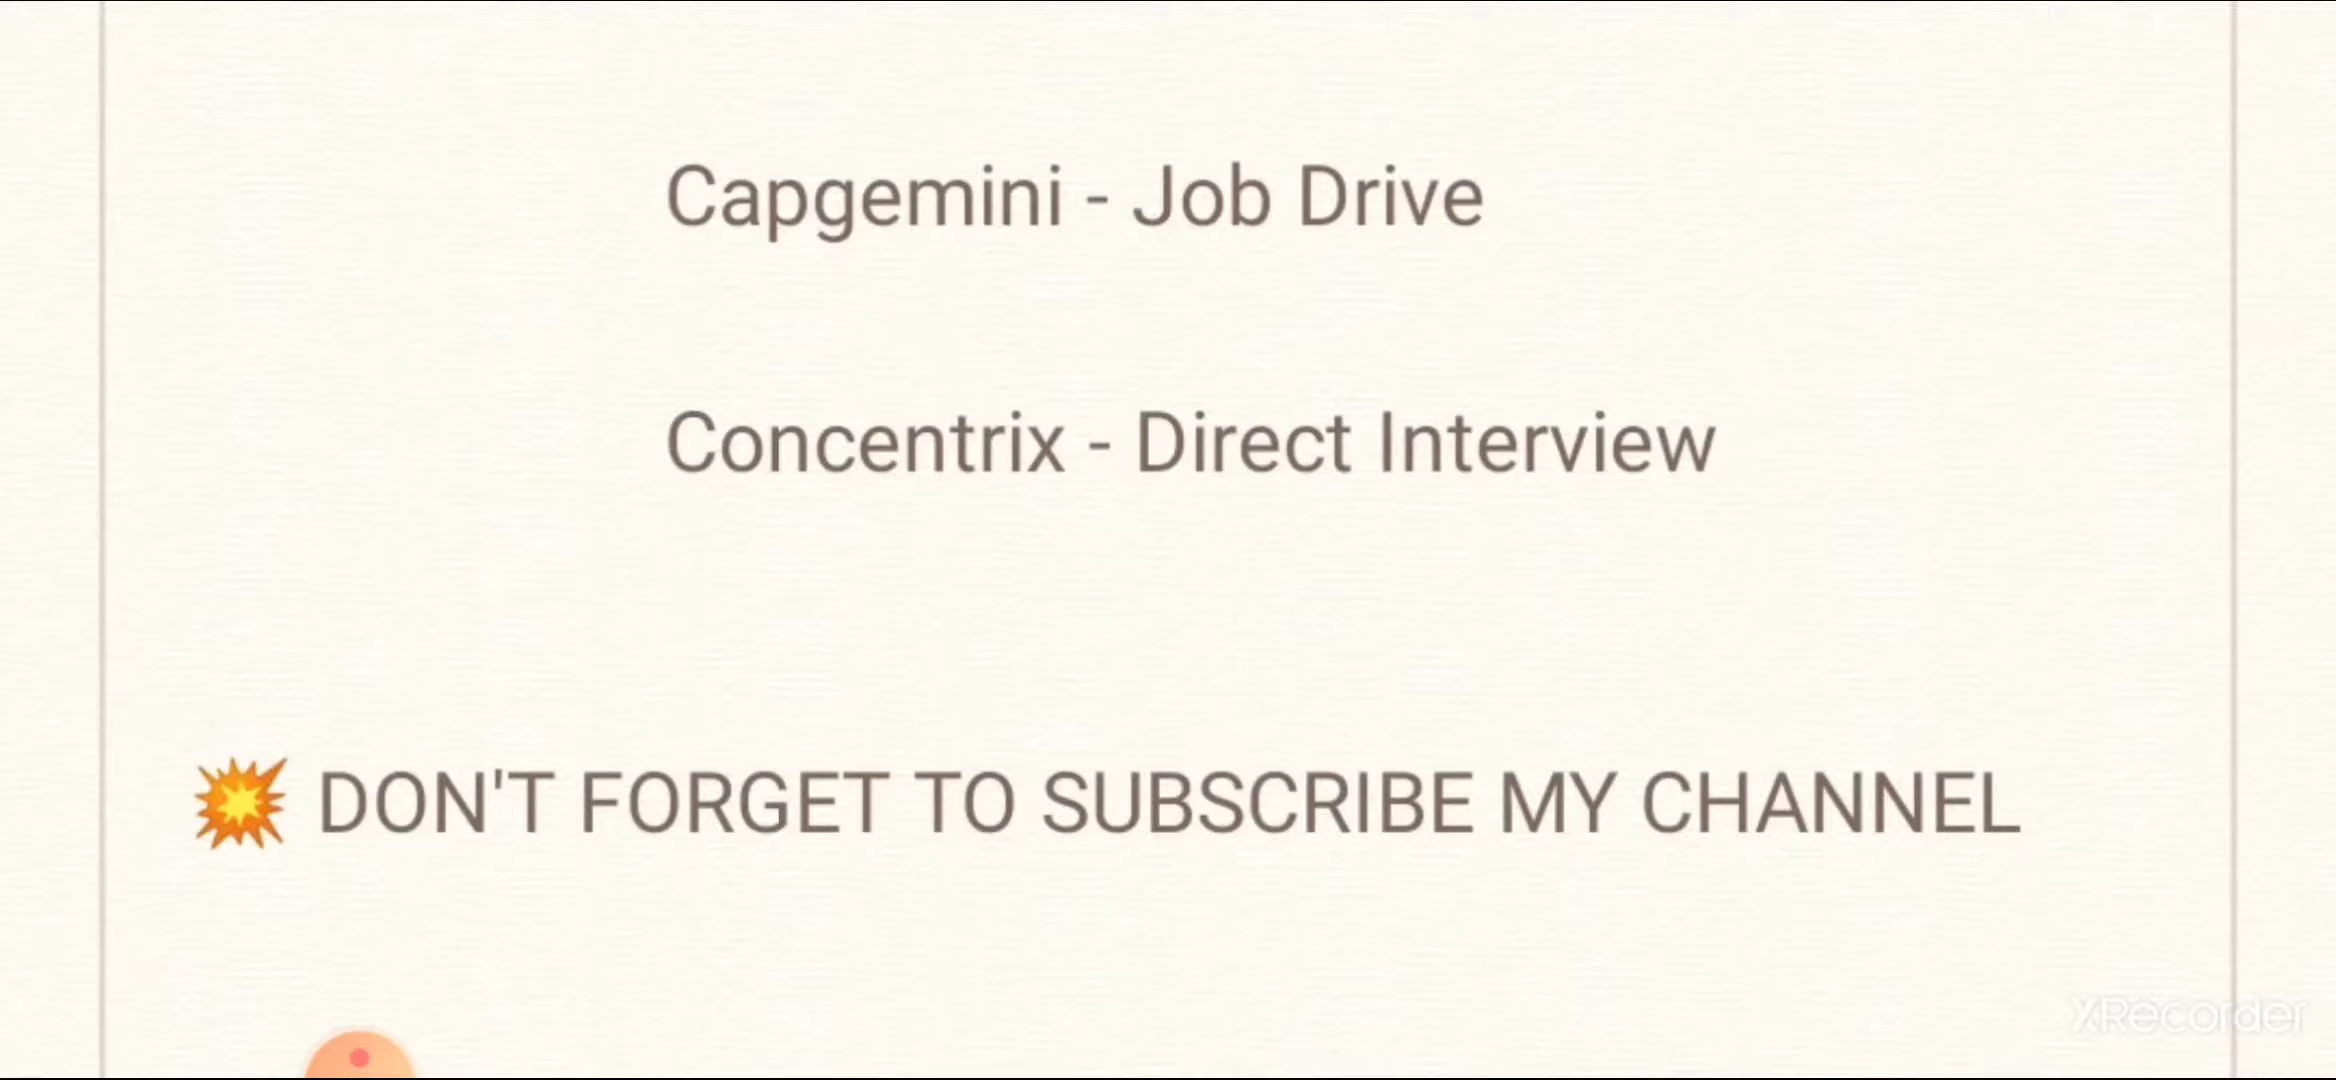 Capgemini - Job Drive
Concentrix - Direct Interview
💥 DON'T FORGET TO SUBSCRIBE MY CHANNEL
XRecorder